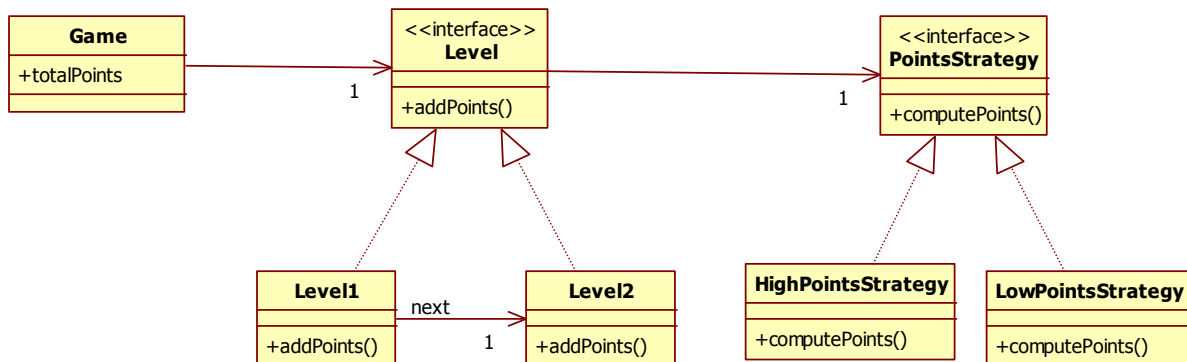 Game
+totalPoints
1
<<interface>>
Level
+addPoints()
1
<<interface>>
PointsStrategy
+computePoints()
Level1
+addPoints()
next
1
Level2
+addPoints()
HighPointsStrategy
+computePoints()
LowPointsStrategy
+computePoints()